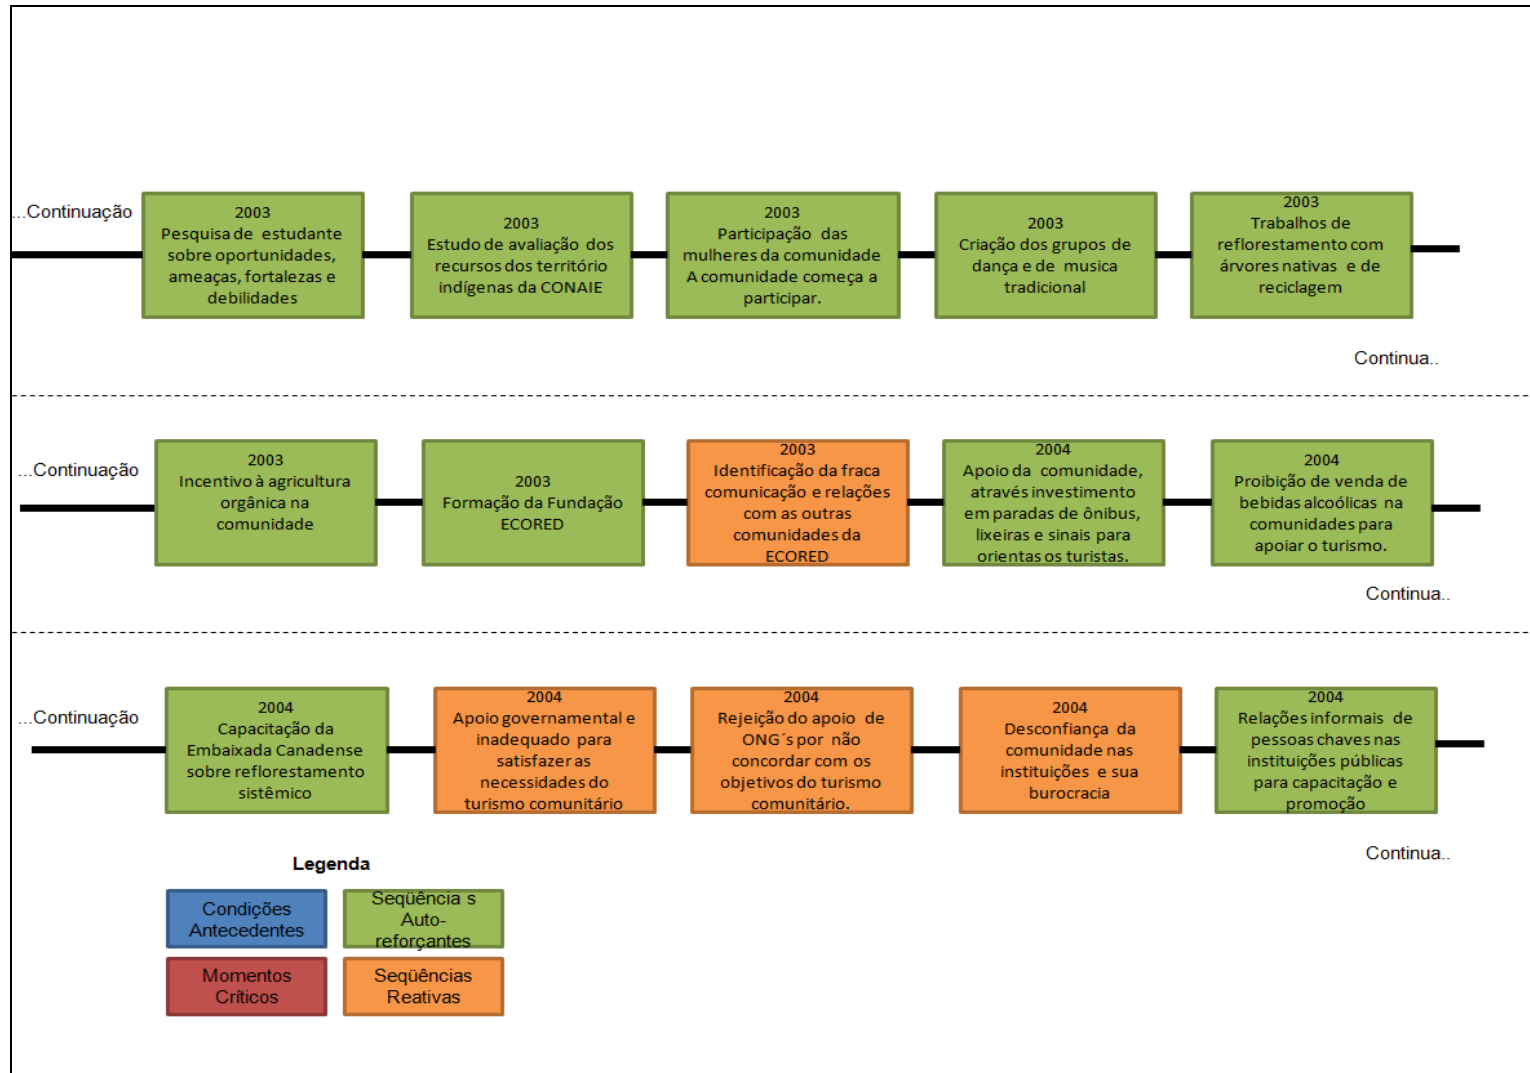 ...Continuação
2003
Pesquisa de estudante
sobre oportunidades,
ameaças, fortalezas e
debilidades
2003
Estudo de avaliação dos
recursos dos território
indígenas da CONAIE
2003
Participação das
mulheres da comunidade
A comunidade começa a
participar.
2003
Criação dos grupos de
dança e de musica
tradicional
2003
Trabalhos de
reflorestamento com
árvores nativas e de
reciclagem
Continua..
...Continuação
2003
Incentivo à agricultura
orgânica na
comunidade
2003
Formação da Fundação
ECORED
2003
Identificação da fraca
comunicação e relações
com as outras
comunidades da
ECORED
2004
Apoio da comunidade,
através investimento
em paradas de ônibus,
lixeiras e sinais para
orientas os turistas.
2004
Proibição de venda de
bebidas alcoólicas na
comunidades para
apoiar o turismo.
Continua..
...Continuação
2004
Capacitação da
Embaixada Canadense
sobre reflorestamento
sistêmico
2004
Apoio governamental e
inadequado para
satisfazer as
necessidades do
turismo comunitário
2004
Rejeição do apoio de
ONG´s por não
concordar com os
objetivos do turismo
comunitário.
2004
Desconfiança da
comunidade nas
instituições e sua
burocracia
2004
Relações informais de
pessoas chaves nas
instituições públicas
para capacitação e
promoção
Continua..
Legenda
Condições
Antecedentes
Seqüência s
Auto-
reforçantes
Momentos
Críticos
Seqüências
Reativas